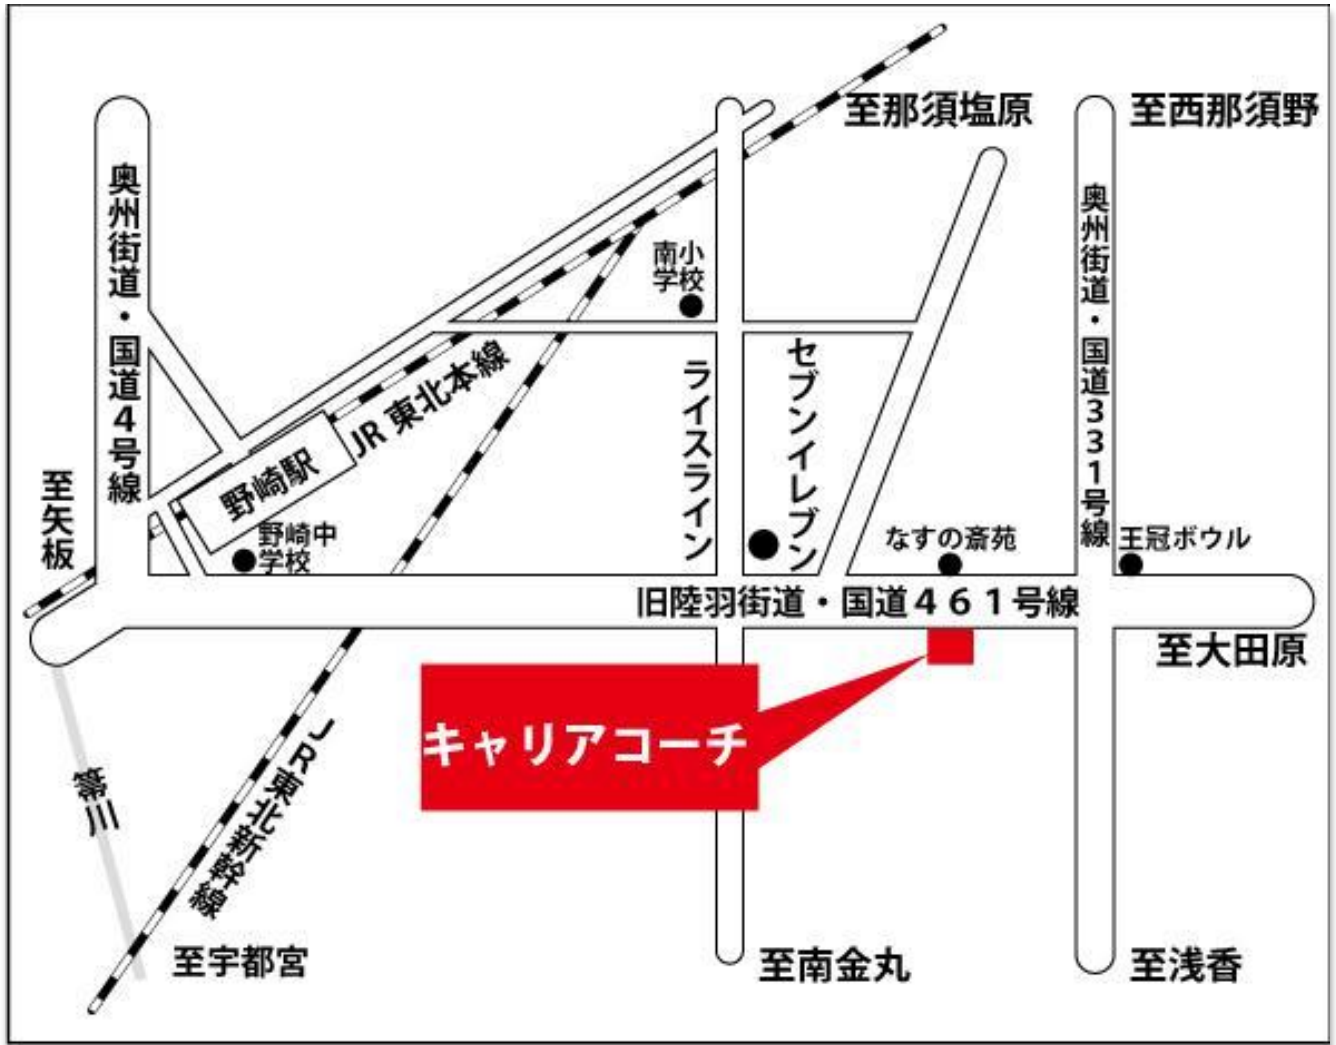 至那須塩原
至西那須野
奥州街道・国道４号線
奥州街道・国道３３１号線
南小
学校
JR 東北本線
ライスライン
セブンイレブン
野崎駅
至矢板
野崎中
学校
なすの斎苑
王冠ボウル
旧陸羽街道・国道４６１号線
至大田原
キャリアコーチ
ＪＲ東北新幹線
箒川
至宇都宮
至南金丸
至浅香